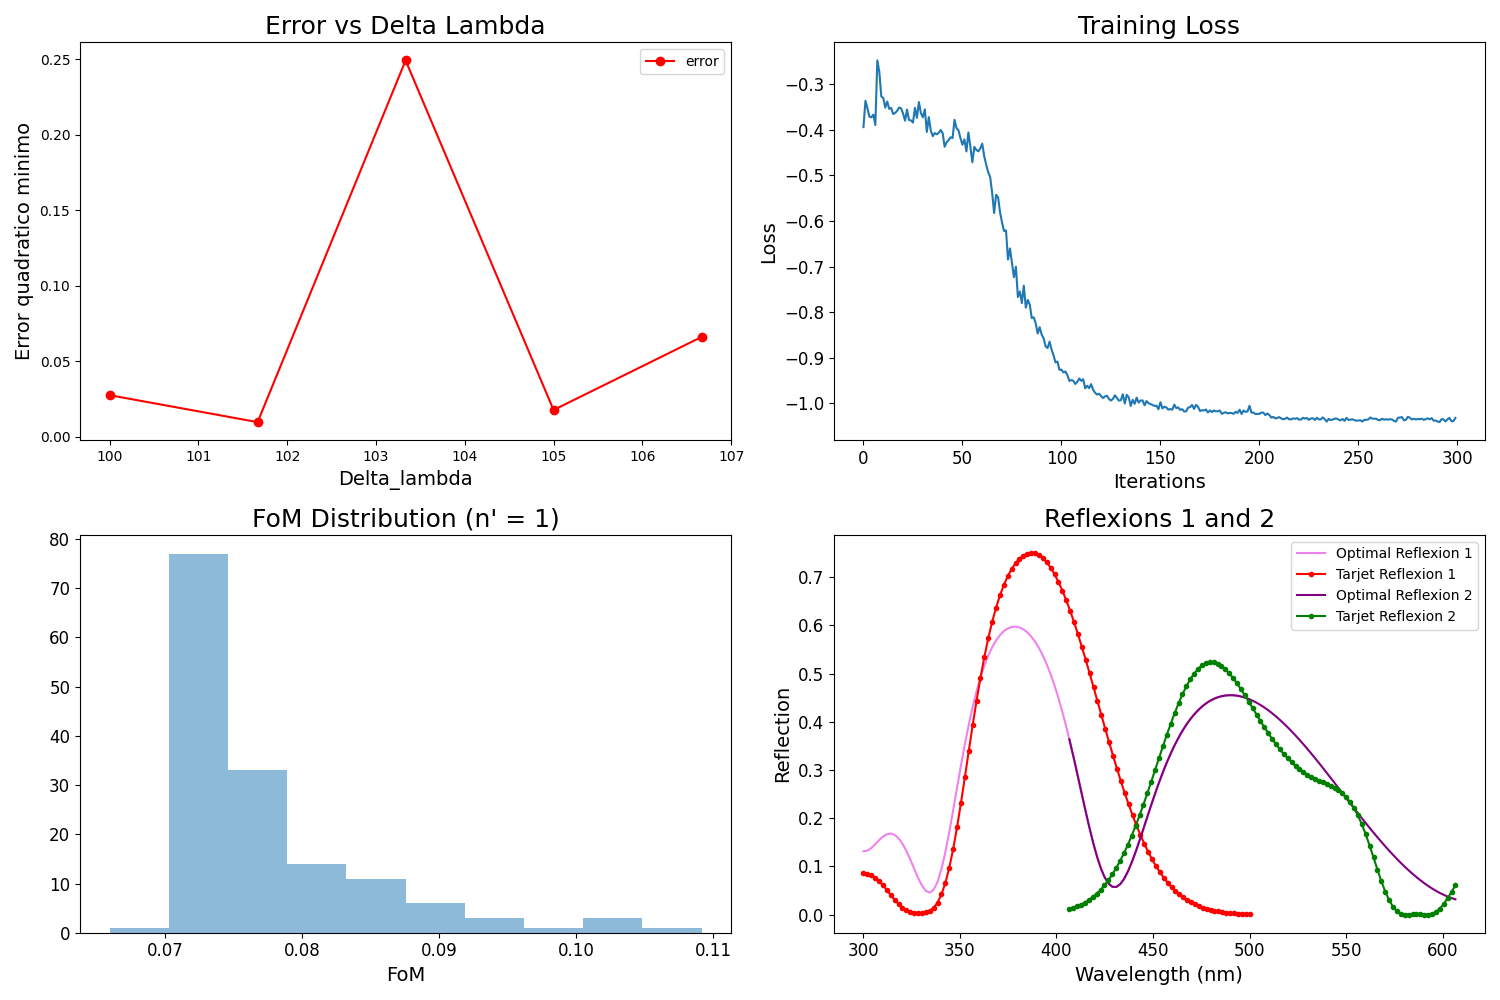 Error vs Delta Lambda
error
Error quadratico minimo
0.25
0.20
0.15
0.10
0.05
0.00
100 101 102 103 104 105 106 107
Delta_lambda
Training Loss
Loss
−0.3
−0.4
−0.5
−0.6
−0.7
−0.8
−0.9
−1.0
0 50 100 150 200 250 300
Iterations
FoM Distribution (n' = 1)
80
70
60
50
40
30
20
10
0
0.07 0.08 0.09 0.10 0.11
FoM
Reflexions 1 and 2
Optimal Reflexion 1
Tarjet Reflexion 1
Optimal Reflexion 2
Tarjet Reflexion 2
Reflection
0.7
0.6
0.5
0.4
0.3
0.2
0.1
0.0
300 350 400 450 500 550 600
Wavelength (nm)